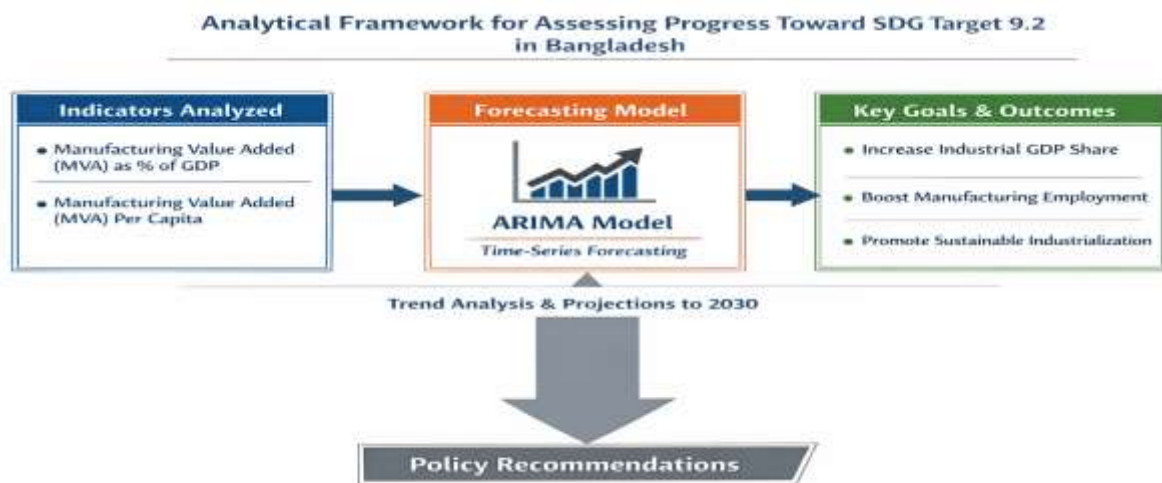 Analytical Framework for Assessing Progress Toward SDG Target 9.2
in Bangladesh
Indicators Analyzed
• Manufacturing Value Added
(MVA) as % of GDP
• Manufacturing Value Added
(MVA) Per Capita
Forecasting Model
ARIMA Model
Time-Series Forecasting
Key Goals & Outcomes
• Increase Industrial GDP Share
• Boost Manufacturing Employment
• Promote Sustainable Industrialization
Trend Analysis & Projections to 2030
Policy Recommendations